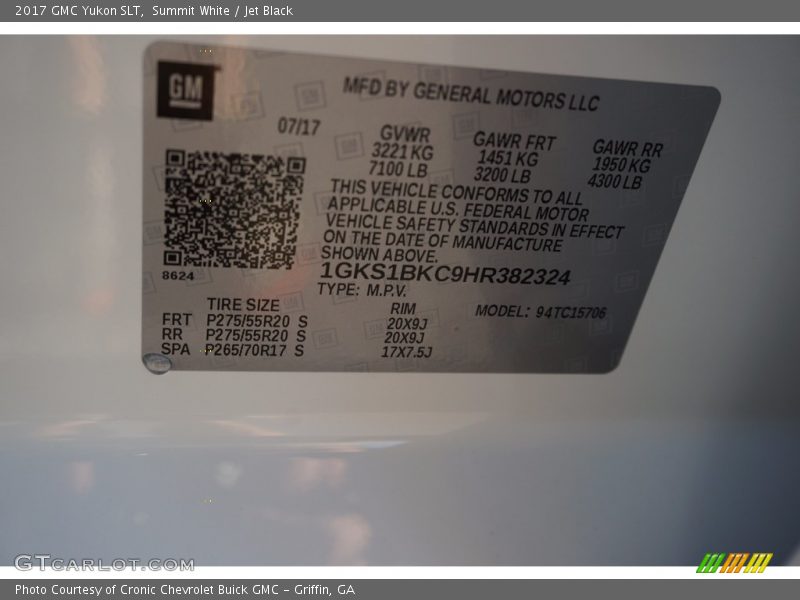 2017 GMC Yukon SLT, Summit White / Jet Black
GM
MFD BY GENERAL MOTORS LLC
07/17
GVWR
3221 KG
7100 LB
GAWR FRT
1451 KG
3200 LB
GAWR RR
1950 KG
4300 LB
THIS VEHICLE CONFORMS TO ALL
APPLICABLE U.S. FEDERAL MOTOR
VEHICLE SAFETY STANDARDS IN EFFECT
ON THE DATE OF MANUFACTURE
SHOWN ABOVE.
8624
1GKS1BKC9HR382324
TYPE: M.P.V.
MODEL: 94TC15706
TIRE SIZE RIM
FRT P275/55R20 S 20X9J
RR P275/55R20 S 20X9J
SPA P265/70R17 S 17X7.5J
GTCARLOT.COM
Photo Courtesy of Cronic Chevrolet Buick GMC - Griffin, GA